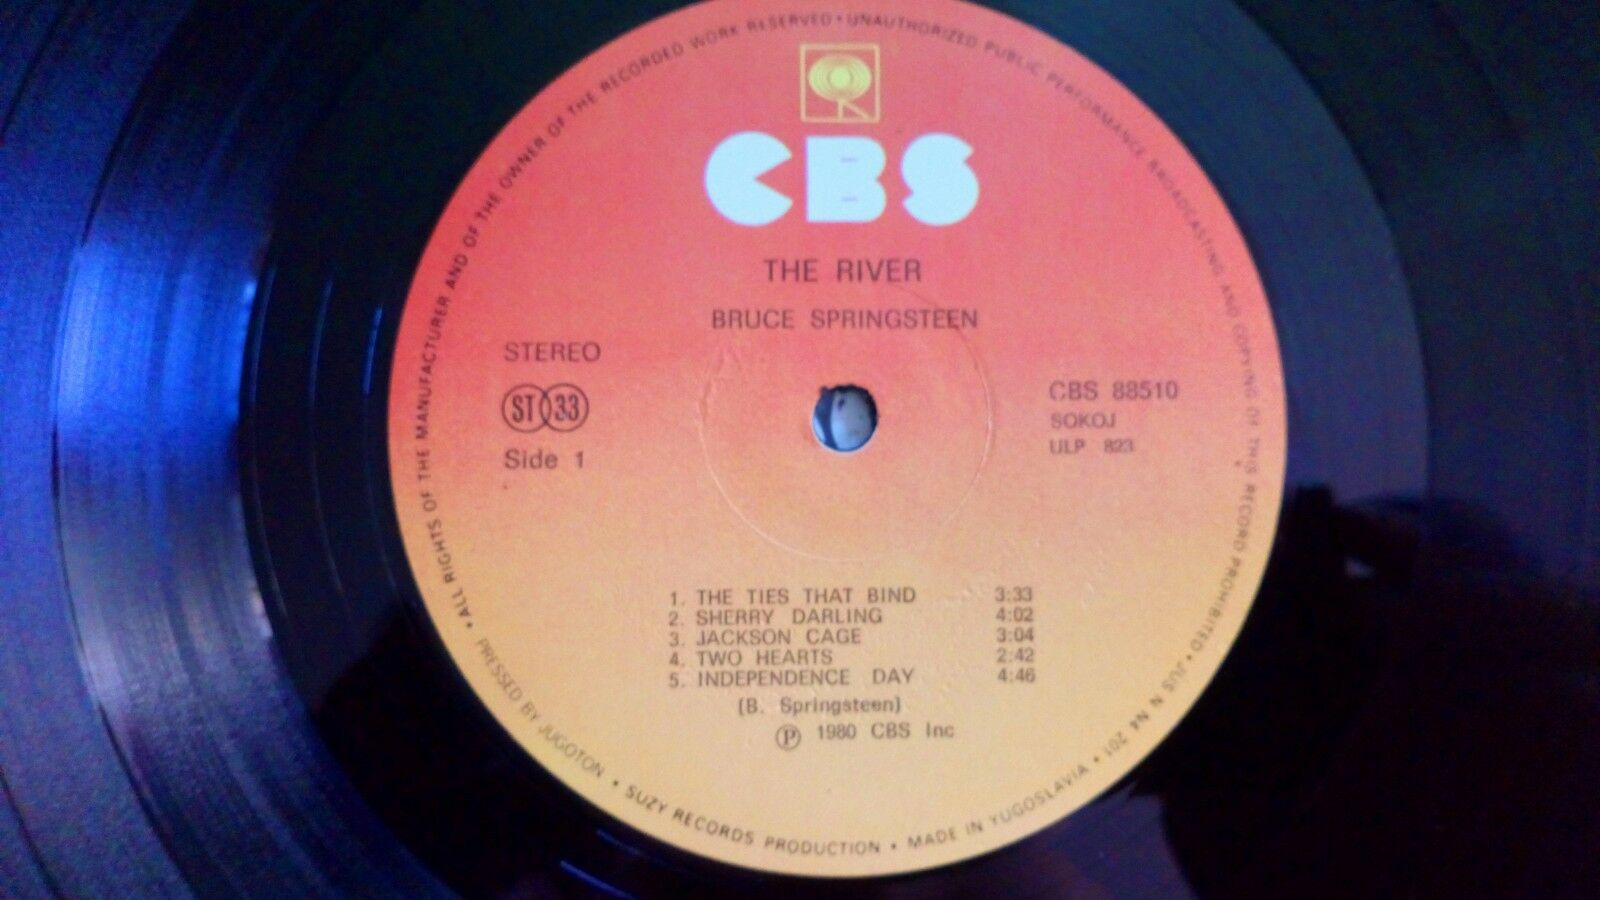 • ALL RIGHTS OF THE MANUFACTURER AND OF THE OWNER OF THE RECORDED WORK RESERVED • UNAUTHORIZED PUBLIC PERFORMANCE BROADCASTING AND COPYING OF THIS RECORD PROHIBITED • JUS N N4 201 •
CBS
THE RIVER
BRUCE SPRINGSTEEN
STEREO
ST 33
Side 1
CBS 88510
SOKOJ
ULP 823
1. THE TIES THAT BIND 3:33
2. SHERRY DARLING 4:02
3. JACKSON CAGE 3:04
4. TWO HEARTS 2:42
5. INDEPENDENCE DAY 4:46
(B. Springsteen)
Ⓟ 1980 CBS Inc
PRESSED BY JUGOTON • SUZY RECORDS PRODUCTION • MADE IN YUGOSLAVIA